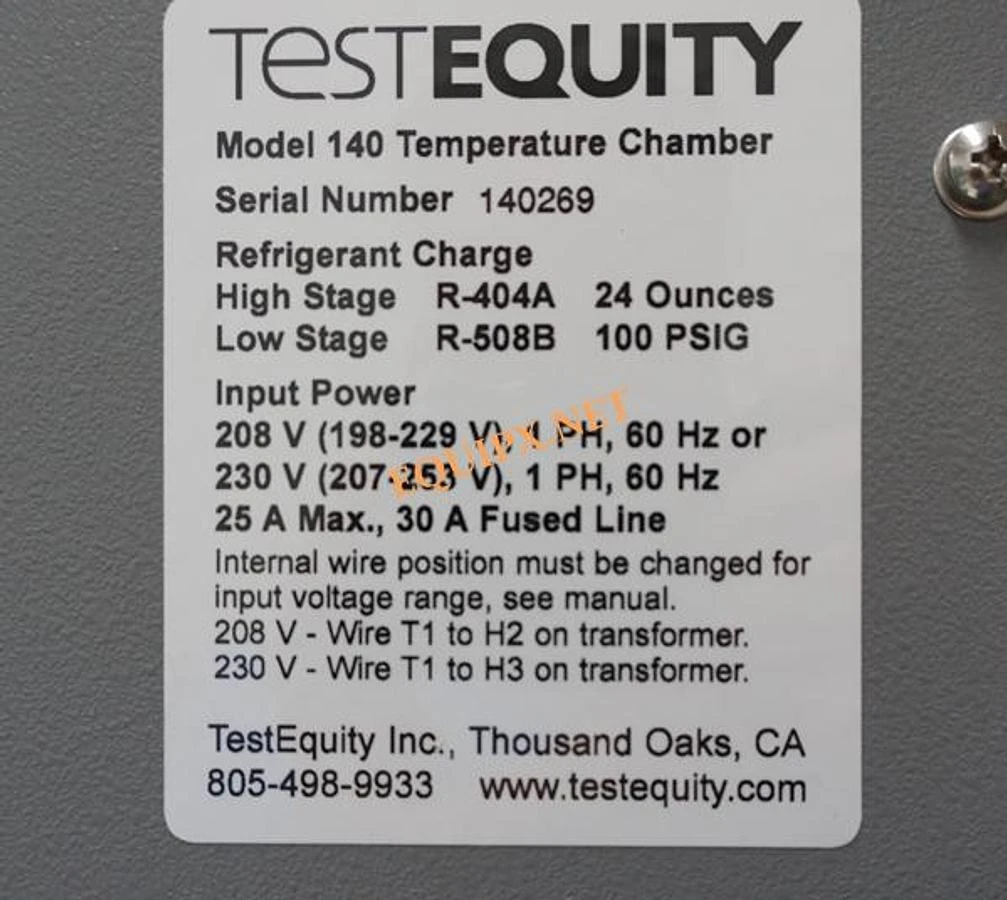 TESTEQUITY
Model 140 Temperature Chamber
Serial Number 140269
Refrigerant Charge
High Stage R-404A 24 Ounces
Low Stage R-508B 100 PSIG
Input Power
208 V (198-229 V), 1 PH, 60 Hz or
230 V (207-253 V), 1 PH, 60 Hz
EQUIPX.NET
25 A Max., 30 A Fused Line
Internal wire position must be changed for
input voltage range, see manual.
208 V - Wire T1 to H2 on transformer.
230 V - Wire T1 to H3 on transformer.
TestEquity Inc., Thousand Oaks, CA
805-498-9933 www.testequity.com